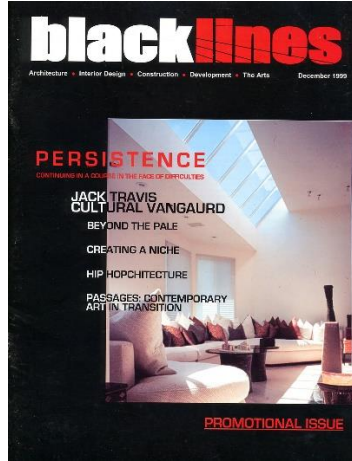 blacklines
Architecture • Interior Design • Construction • Development • The Arts December 1999
PERSISTENCE
CONTINUING IN A COURSE IN THE FACE OF DIFFICULTIES
JACK TRAVIS
CULTURAL VANGAURD
BEYOND THE PALE
CREATING A NICHE
HIP HOPCHITECTURE
PASSAGES: CONTEMPORARY
ART IN TRANSITION
PROMOTIONAL ISSUE